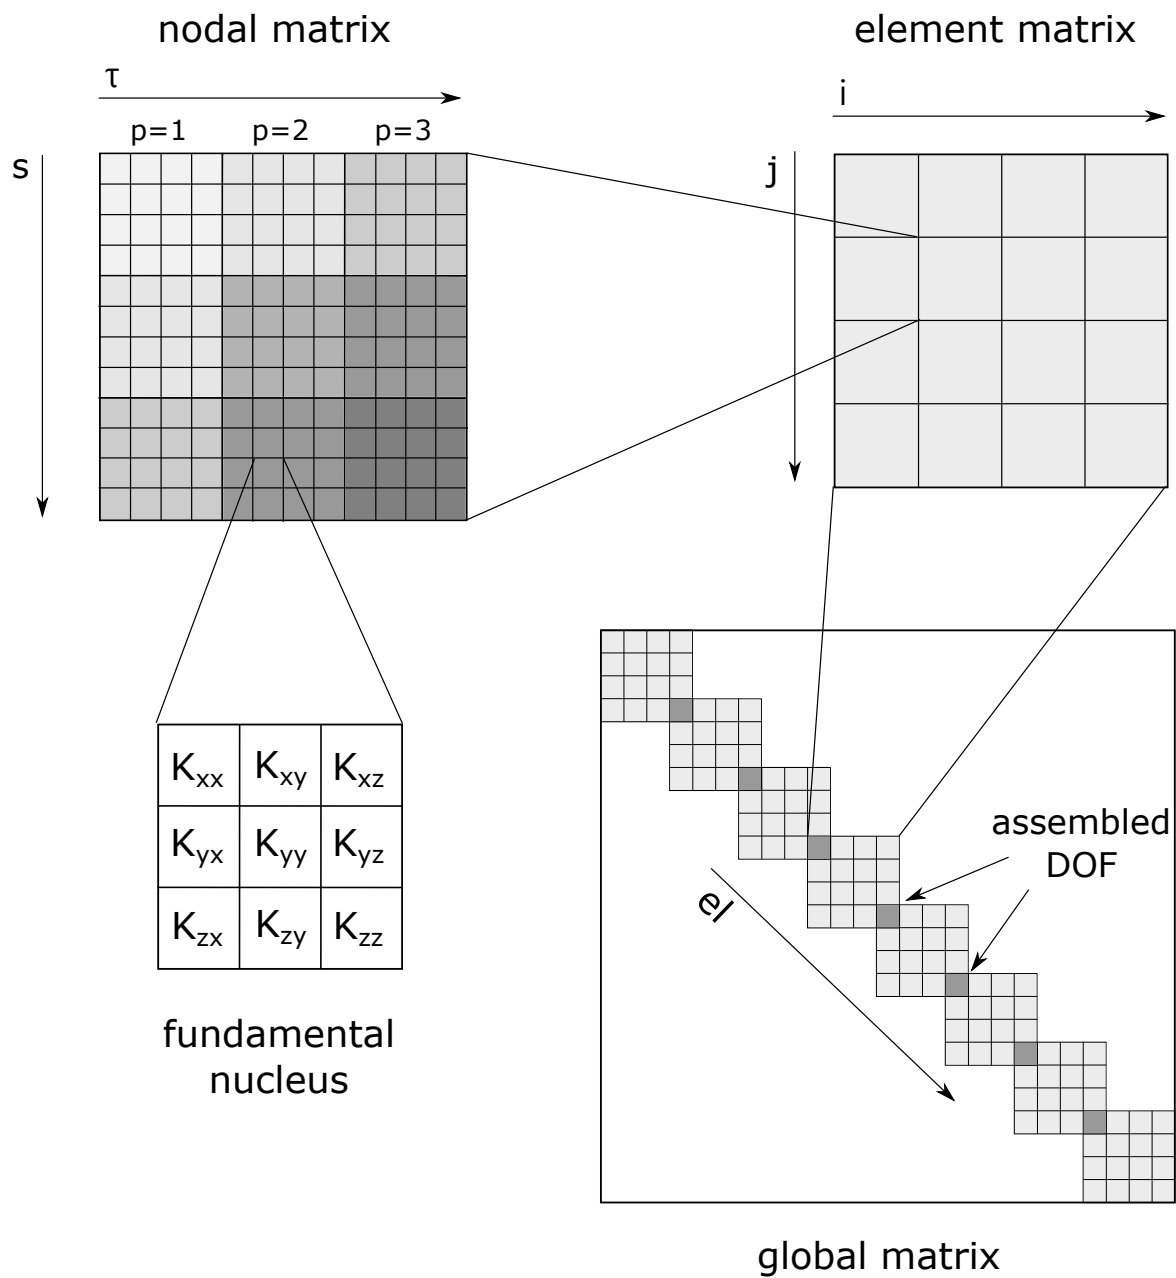 nodal matrix
element matrix
τ
i
p=1 p=2 p=3
s
j
K_xx K_xy K_xz
K_yx K_yy K_yz
K_zx K_zy K_zz
fundamental
nucleus
assembled
DOF
el
global matrix